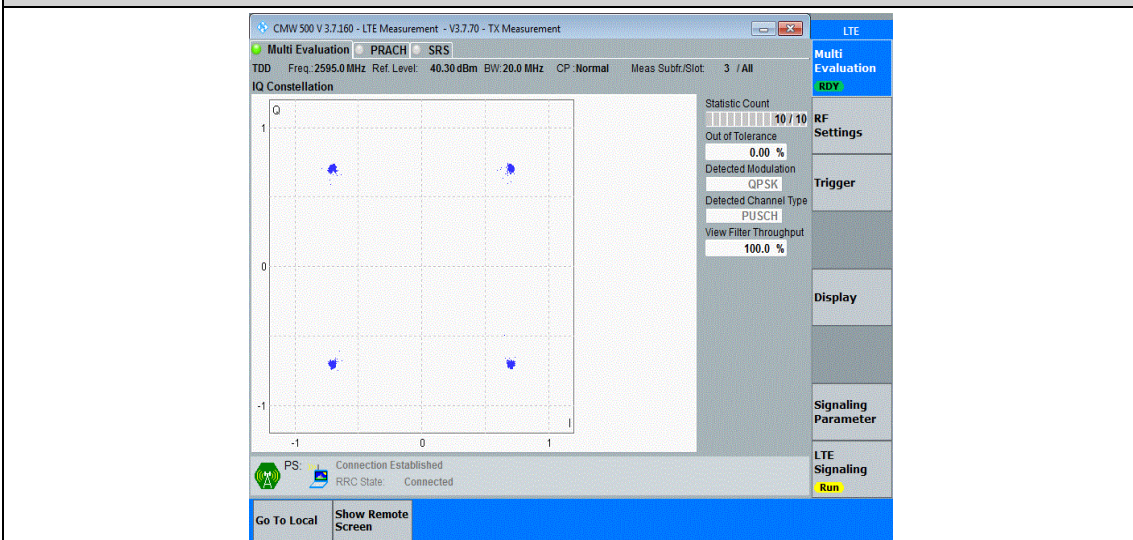 CMW 500 V 3.7.160 - LTE Measurement - V3.7.70 - TX Measurement
LTE
Multi Evaluation PRACH SRS
TDD Freq.:2595.0 MHz Ref. Level: 40.30 dBm BW:20.0 MHz CP :Normal Meas Subfr./Slot: 3 / All
IQ Constellation
Q
1
0
-1
-1 0 1
I
Statistic Count
10 / 10
Out of Tolerance
0.00 %
Detected Modulation
QPSK
Detected Channel Type
PUSCH
View Filter Throughput
100.0 %
Multi
Evaluation
RDY
RF
Settings
Trigger
Display
Signaling
Parameter
LTE
Signaling
Run
PS: Connection Established
RRC State: Connected
Go To Local
Show Remote
Screen